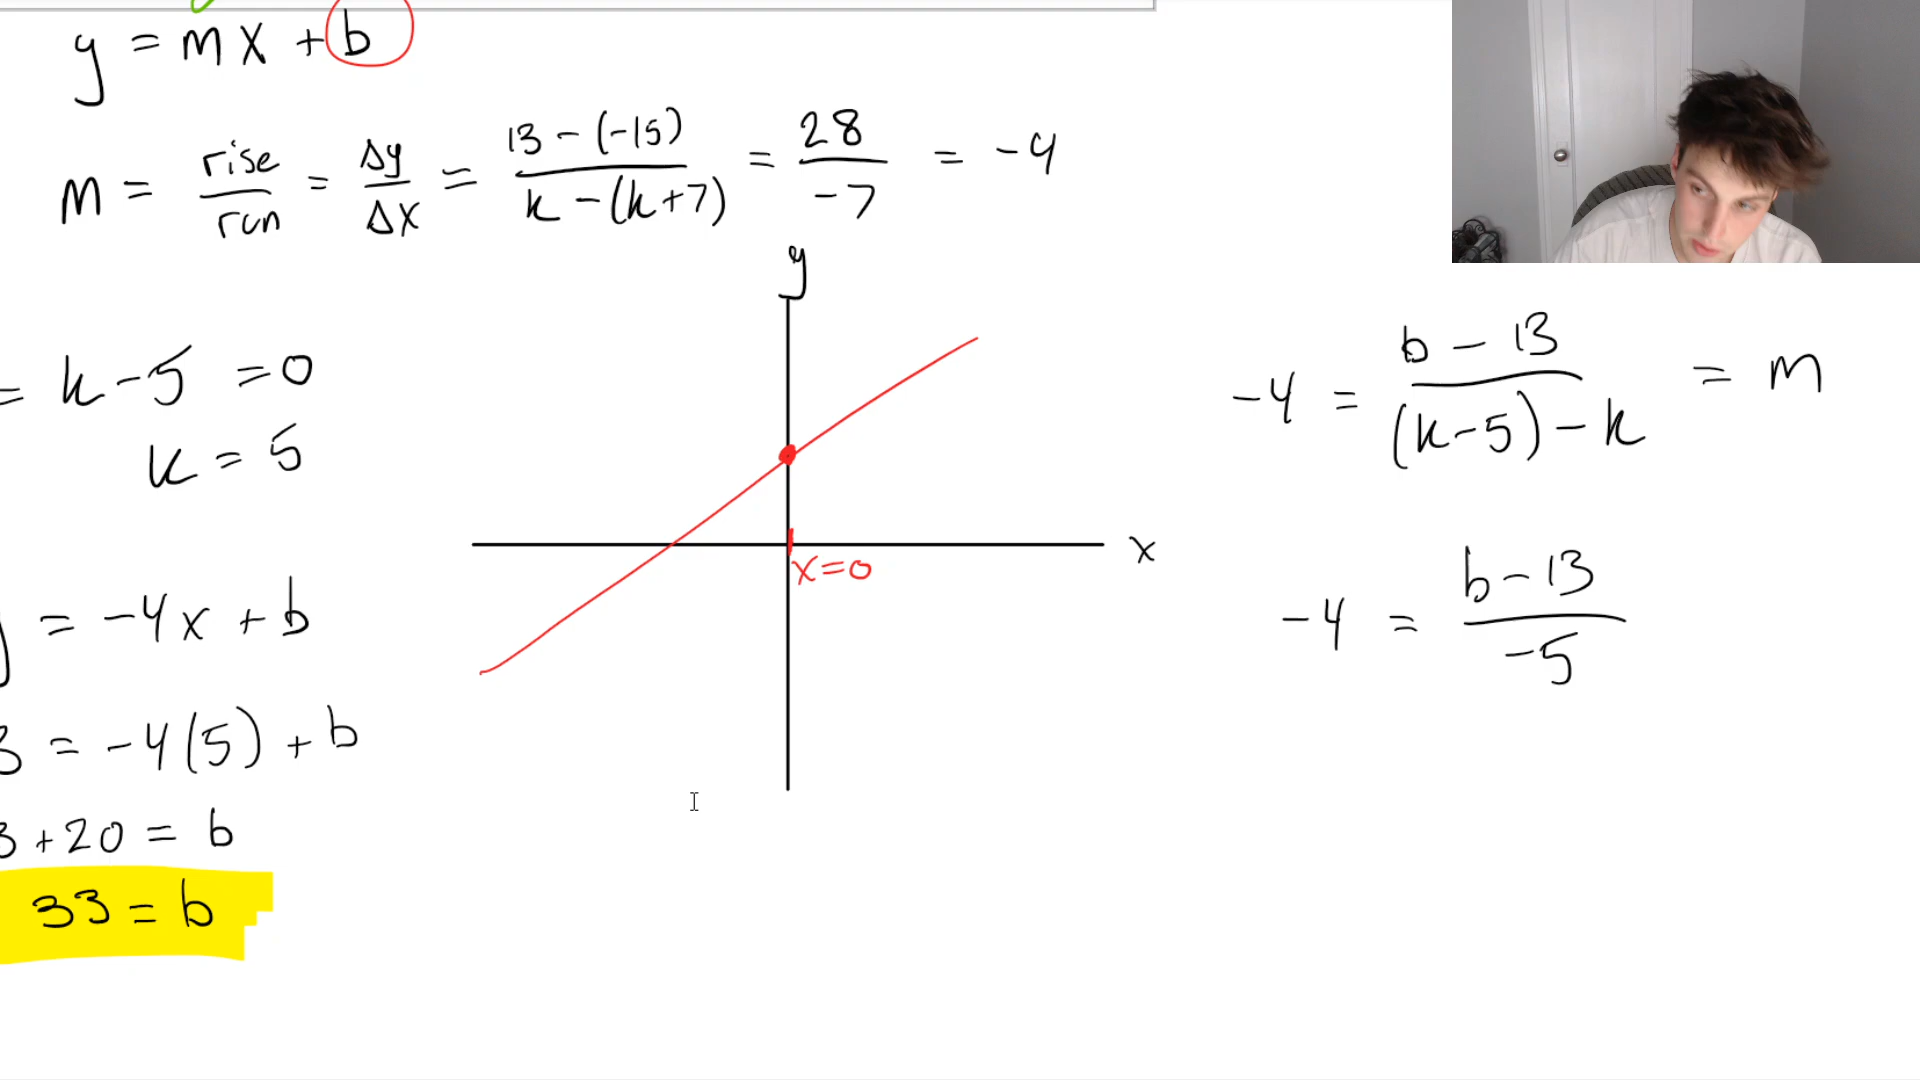 y = mx + b
m = rise/run = Δy/Δx = (13-(-15))/(k-(k+7)) = 28/-7 = -4
y
= k-5 = 0
k = 5
x
x=0
= -4x + b
3 = -4(5) + b
3 + 20 = b
33 = b
-4 = (b-13)/((k-5)-k) = m
-4 = (b-13)/-5